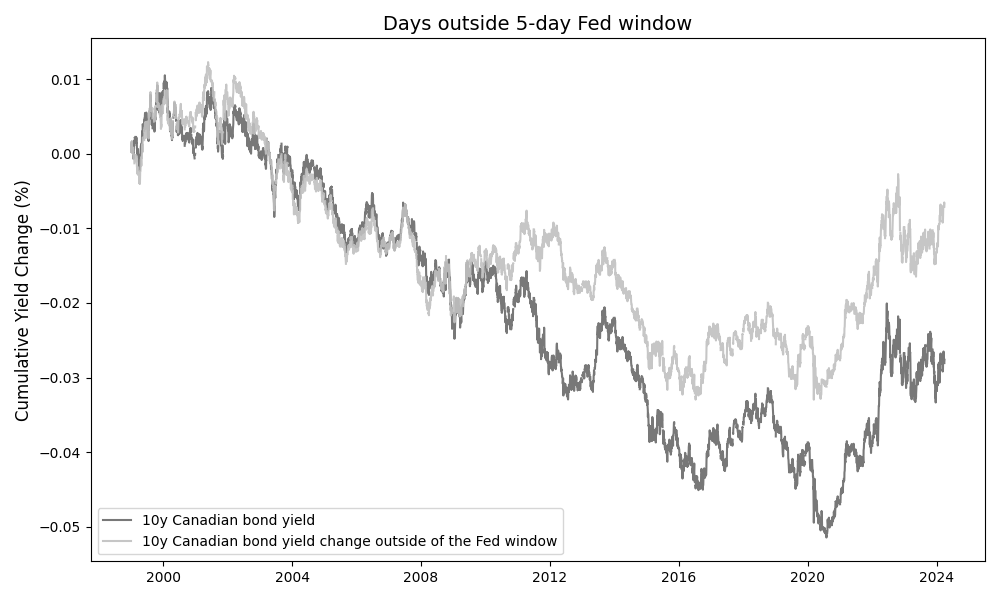 Days outside 5-day Fed window
Cumulative Yield Change (%)
0.01
0.00
−0.01
−0.02
−0.03
−0.04
−0.05
10y Canadian bond yield
10y Canadian bond yield change outside of the Fed window
2000 2004 2008 2012 2016 2020 2024